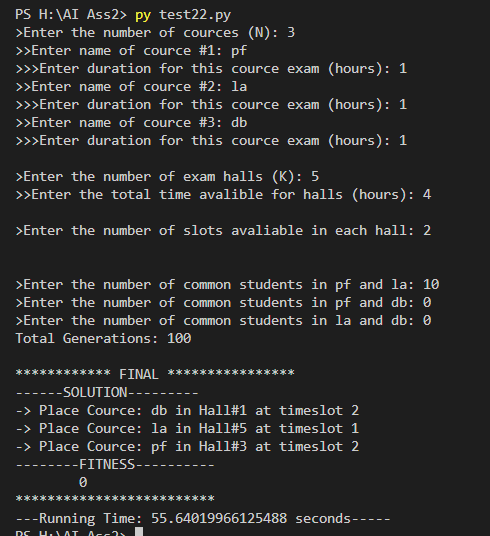 PS H:\AI Ass2> py test22.py
>Enter the number of cources (N): 3
>>Enter name of cource #1: pf
>>>Enter duration for this cource exam (hours): 1
>>Enter name of cource #2: la
>>>Enter duration for this cource exam (hours): 1
>>Enter name of cource #3: db
>>>Enter duration for this cource exam (hours): 1
>Enter the number of exam halls (K): 5
>>Enter the total time avalible for halls (hours): 4
>Enter the number of slots avaliable in each hall: 2
>Enter the number of common students in pf and la: 10
>Enter the number of common students in pf and db: 0
>Enter the number of common students in la and db: 0
Total Generations: 100
************ FINAL ****************
------SOLUTION---------
-> Place Cource: db in Hall#1 at timeslot 2
-> Place Cource: la in Hall#5 at timeslot 1
-> Place Cource: pf in Hall#3 at timeslot 2
--------FITNESS----------
0
*************************
---Running Time: 55.64019966125488 seconds-----
PS H:\AI Ass2>